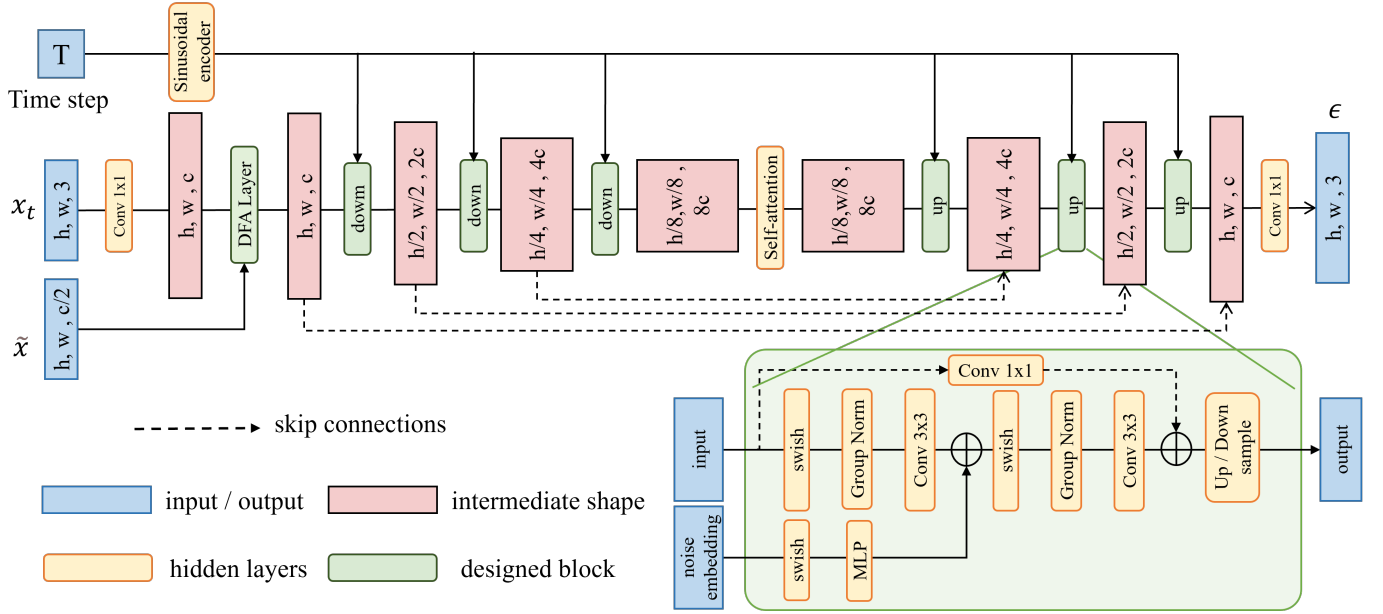 T
Sinusoidal
encoder
Time step
ϵ
x_t
h, w, 3
Conv 1x1
h, w , c
DFA Layer
h, w , c
dowm
h/2, w/2 , 2c
down
h/4, w/4 , 4c
down
h/8,w/8 ,
8c
Self-attention
h/8,w/8 ,
8c
up
h/4, w/4 , 4c
up
h/2, w/2 , 2c
up
h, w , c
Conv 1x1
h, w , 3
x̃
h, w , c/2
skip connections
input / output
intermediate shape
hidden layers
designed block
Conv 1x1
input
swish
Group Norm
Conv 3x3
swish
Group Norm
Conv 3x3
Up / Down
sample
output
noise
embedding
swish
MLP